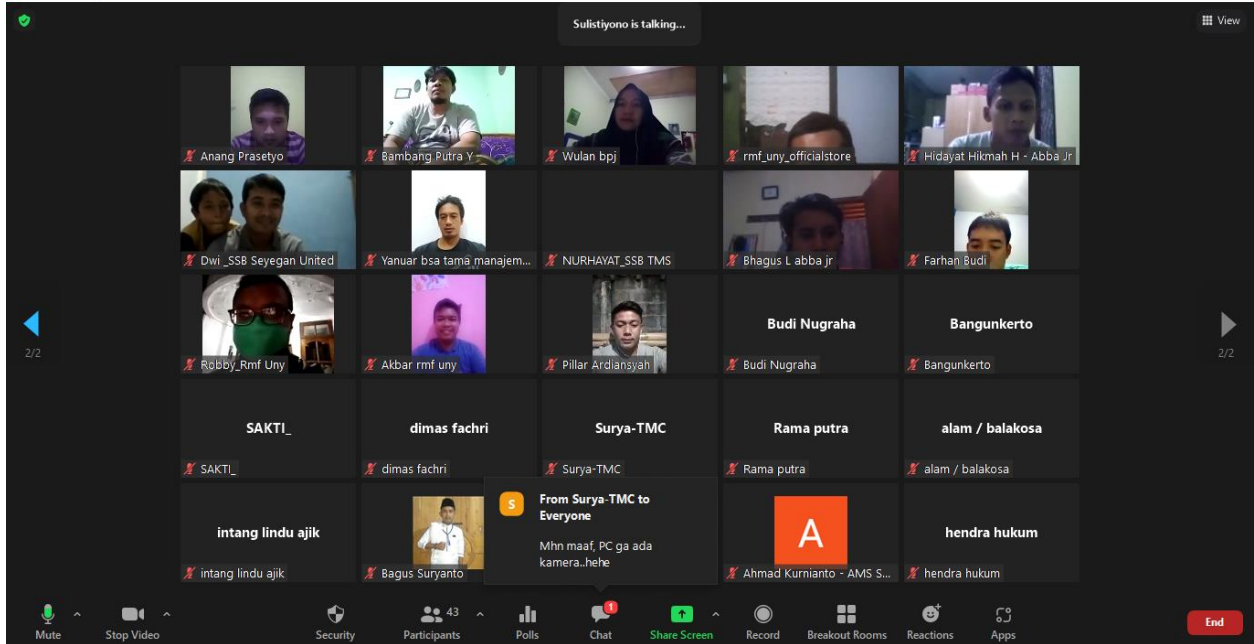 Sulistiyono is talking...
View
Anang Prasetyo
Bambang Putra Y
Wulan bpj
rmf_uny_officialstore
Hidayat Hikmah H - Abba Jr
Dwi _SSB Seyegan United
Yanuar bsa tama manajem...
NURHAYAT_SSB TMS
Bhagus L abba jr
Farhan Budi
2/2
Robby_Rmf Uny
Akbar rmf uny
Pillar Ardiansyah
Budi Nugraha
Budi Nugraha
Bangunkerto
Bangunkerto
2/2
SAKTI_
SAKTI_
dimas fachri
dimas fachri
Surya-TMC
Surya-TMC
Rama putra
Rama putra
alam / balakosa
alam / balakosa
intang lindu ajik
intang lindu ajik
Bagus Suryanto
S
From Surya-TMC to
Everyone
Mhn maaf, PC ga ada
kamera..hehe
A
Ahmad Kurnianto - AMS S...
hendra hukum
hendra hukum
Mute
Stop Video
Security
43
Participants
Polls
1
Chat
Share Screen
Record
Breakout Rooms
Reactions
Apps
End